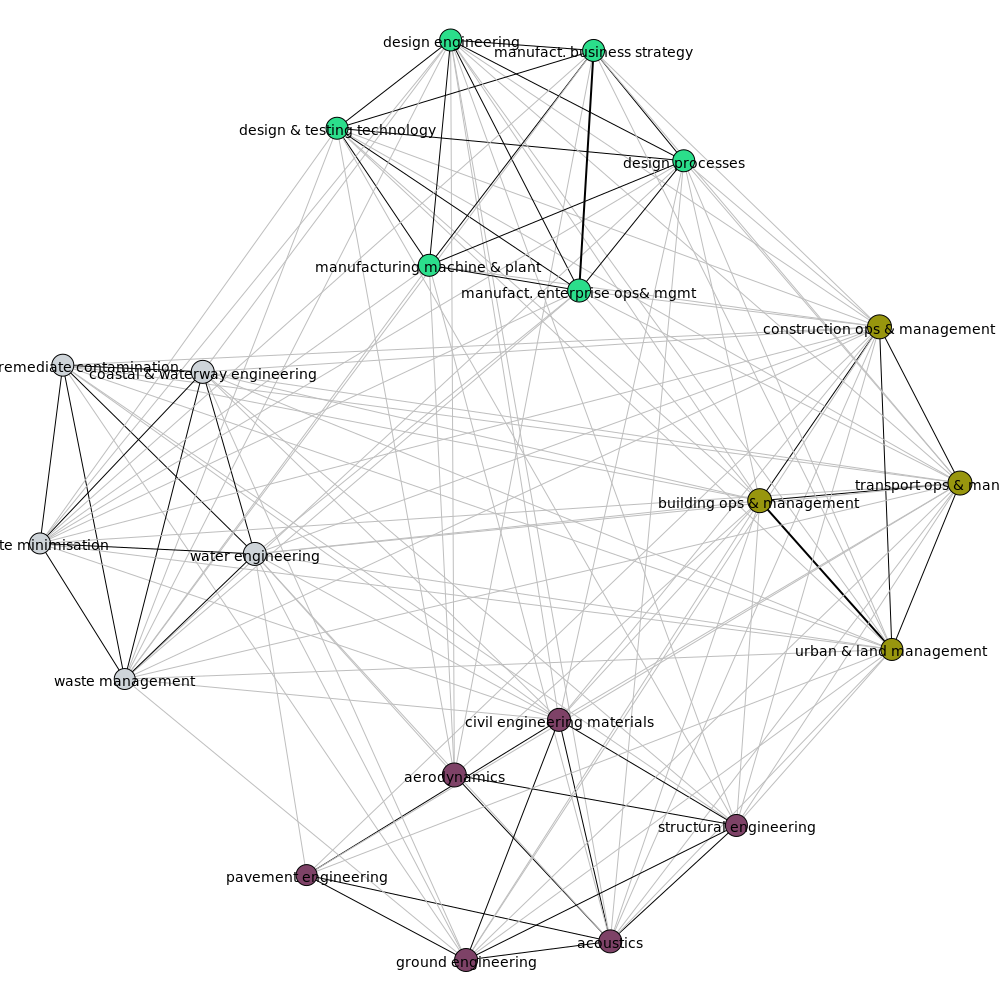 design engineering
manufact. business strategy
design & testing technology
design processes
manufacturing machine & plant
manufact. enterprise ops& mgmt
construction ops & management
remediate contamination
coastal & waterway engineering
transport ops & man
building ops & management
te minimisation
water engineering
urban & land management
waste management
civil engineering materials
aerodynamics
structural engineering
pavement engineering
acoustics
ground engineering